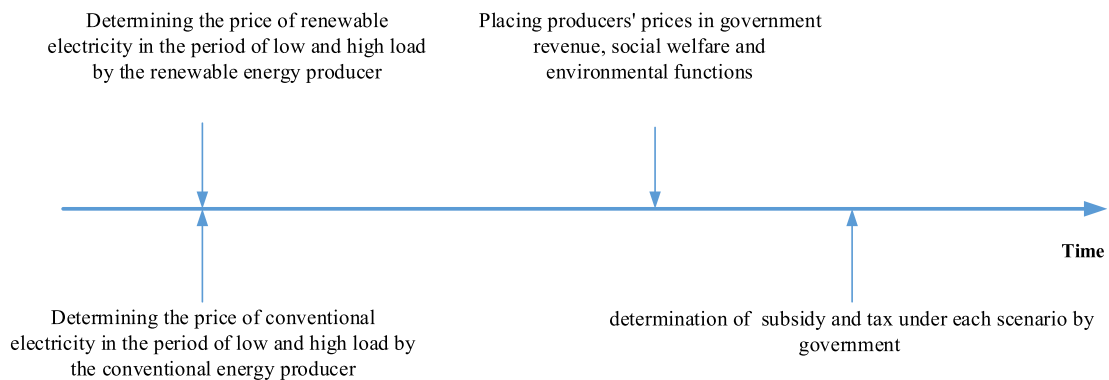 Determining the price of renewable
electricity in the period of low and high load
by the renewable energy producer
Placing producers' prices in government
revenue, social welfare and
environmental functions
Time
Determining the price of conventional
electricity in the period of low and high load by
the conventional energy producer
determination of  subsidy and tax under each scenario by
government